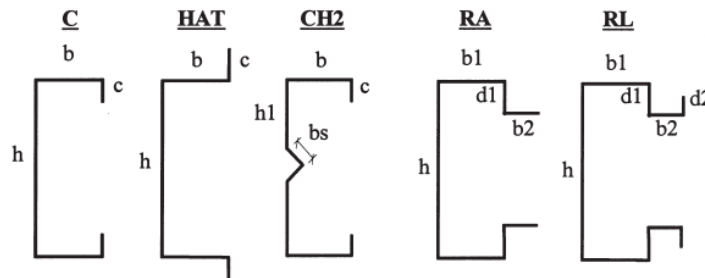 C HAT CH2 RA RL
b b b b1 b1
c c c d1 d1 d2
h1
bs b2 b2
h h h h